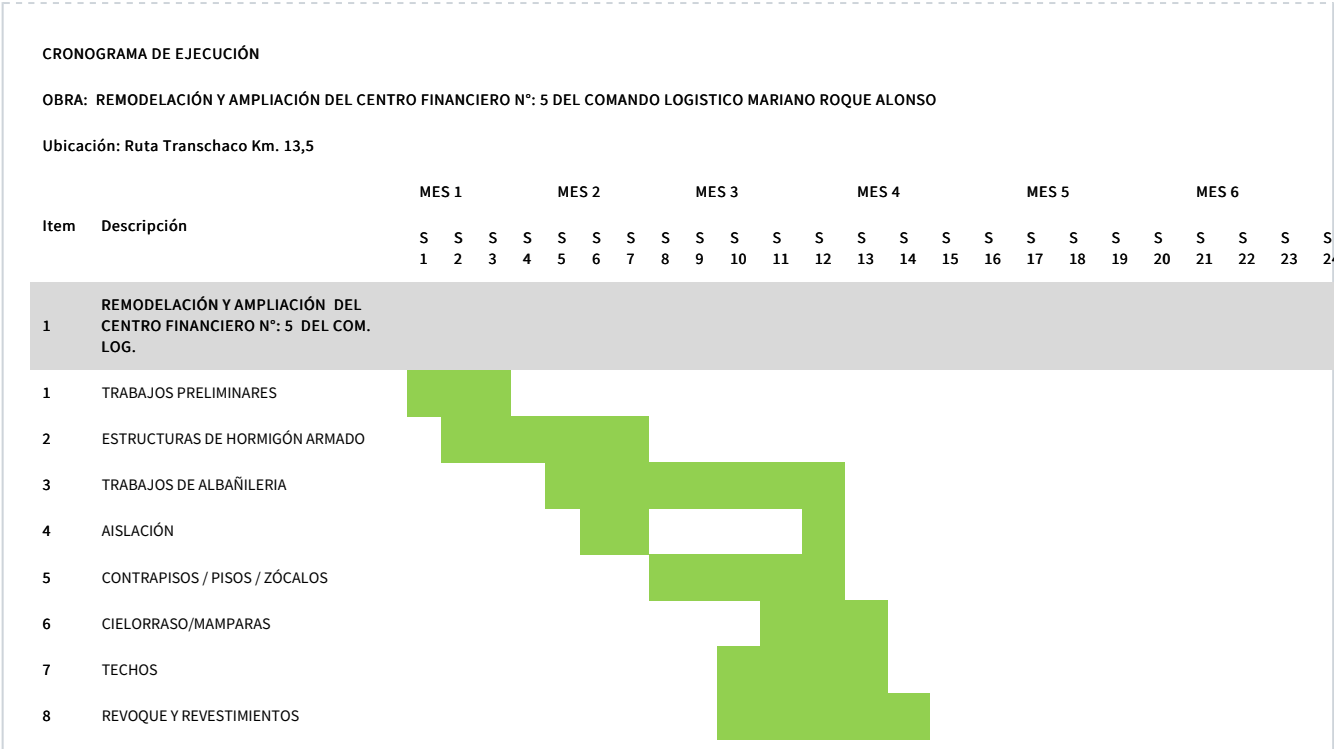 CRONOGRAMA DE EJECUCIÓN
OBRA: REMODELACIÓN Y AMPLIACIÓN DEL CENTRO FINANCIERO N°: 5 DEL COMANDO LOGISTICO MARIANO ROQUE ALONSO
Ubicación: Ruta Transchaco Km. 13,5
MES 1 MES 2 MES 3 MES 4 MES 5 MES 6
Item Descripción
S S S S S S S S S S S S S S S S S S S S S S S S
1 2 3 4 5 6 7 8 9 10 11 12 13 14 15 16 17 18 19 20 21 22 23 24
REMODELACIÓN Y AMPLIACIÓN DEL
1 CENTRO FINANCIERO N°: 5 DEL COM.
LOG.
1 TRABAJOS PRELIMINARES
2 ESTRUCTURAS DE HORMIGÓN ARMADO
3 TRABAJOS DE ALBAÑILERIA
4 AISLACIÓN
5 CONTRAPISOS / PISOS / ZÓCALOS
6 CIELORRASO/MAMPARAS
7 TECHOS
8 REVOQUE Y REVESTIMIENTOS